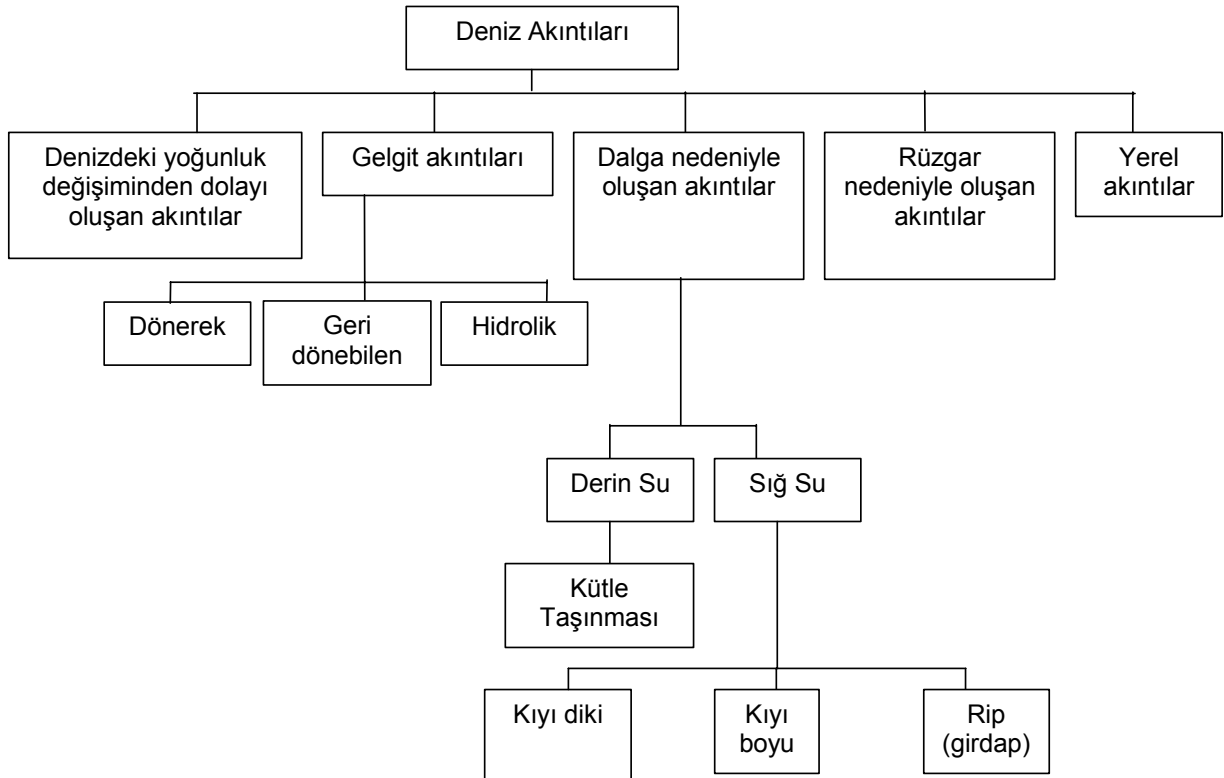 Deniz Akıntıları
Denizdeki yoğunluk
değişiminden dolayı
oluşan akıntılar
Gelgit akıntıları
Dalga nedeniyle
oluşan akıntılar
Rüzgar
nedeniyle oluşan
akıntılar
Yerel
akıntılar
Dönerek
Geri
dönebilen
Hidrolik
Derin Su
Sığ Su
Kütle
Taşınması
Kıyı diki
Kıyı
boyu
Rip
(girdap)